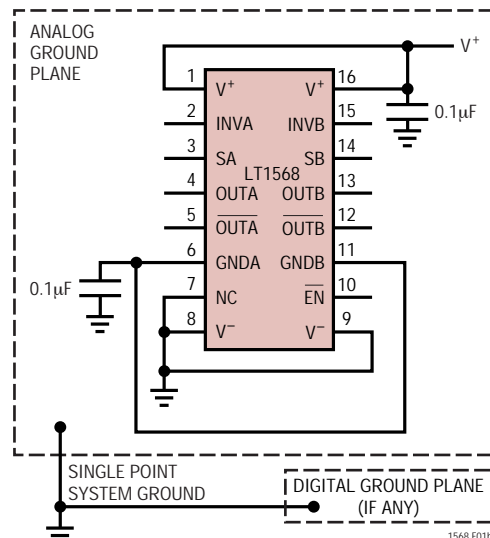 ANALOG
GROUND
PLANE
V+
1 V+ V+ 16
0.1µF
2 INVA INVB 15
3 SA SB 14
LT1568
4 OUTA OUTB 13
5 OUTA OUTB 12
6 GNDA GNDB 11
0.1µF
7 NC EN 10
8 V– V– 9
SINGLE POINT
SYSTEM GROUND
DIGITAL GROUND PLANE
(IF ANY)